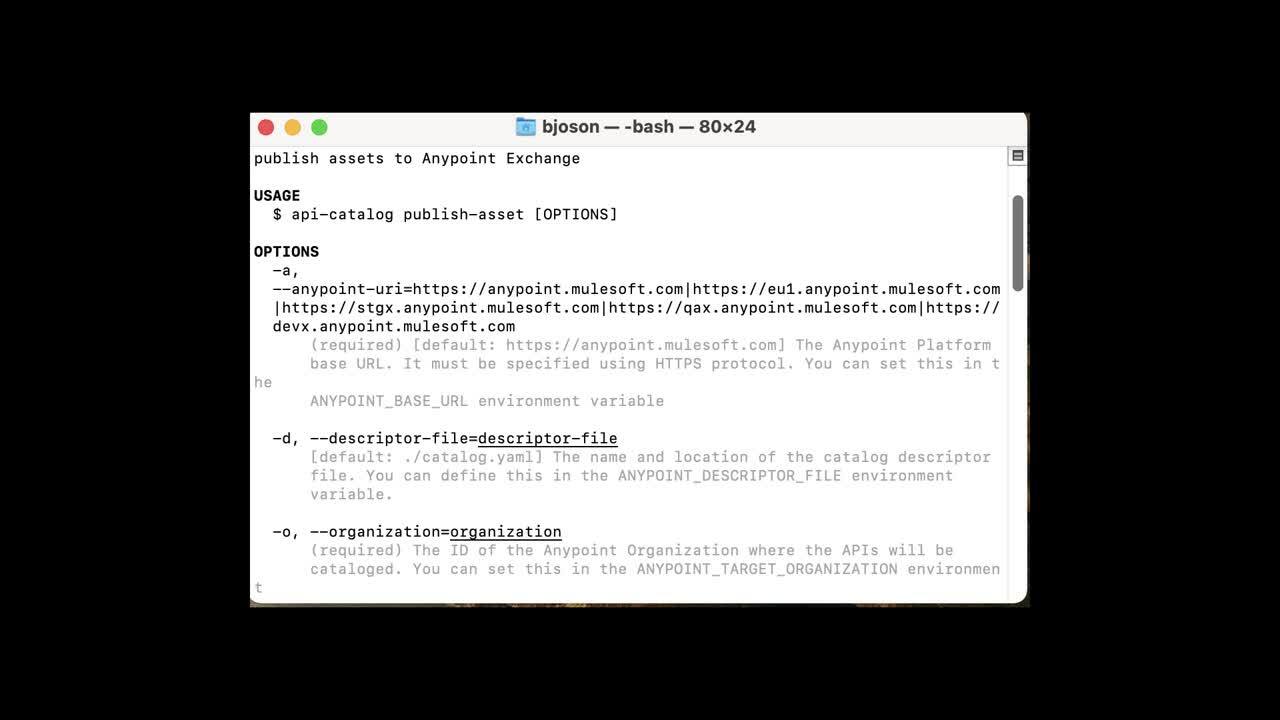 bjoson — -bash — 80×24
publish assets to Anypoint Exchange
USAGE
$ api-catalog publish-asset [OPTIONS]
OPTIONS
-a,
--anypoint-uri=https://anypoint.mulesoft.com|https://eu1.anypoint.mulesoft.com
|https://stgx.anypoint.mulesoft.com|https://qax.anypoint.mulesoft.com|https://
devx.anypoint.mulesoft.com
(required) [default: https://anypoint.mulesoft.com] The Anypoint Platform
base URL. It must be specified using HTTPS protocol. You can set this in t
he
ANYPOINT_BASE_URL environment variable
-d, --descriptor-file=descriptor-file
[default: ./catalog.yaml] The name and location of the catalog descriptor
file. You can define this in the ANYPOINT_DESCRIPTOR_FILE environment
variable.
-o, --organization=organization
(required) The ID of the Anypoint Organization where the APIs will be
cataloged. You can set this in the ANYPOINT_TARGET_ORGANIZATION environmen
t